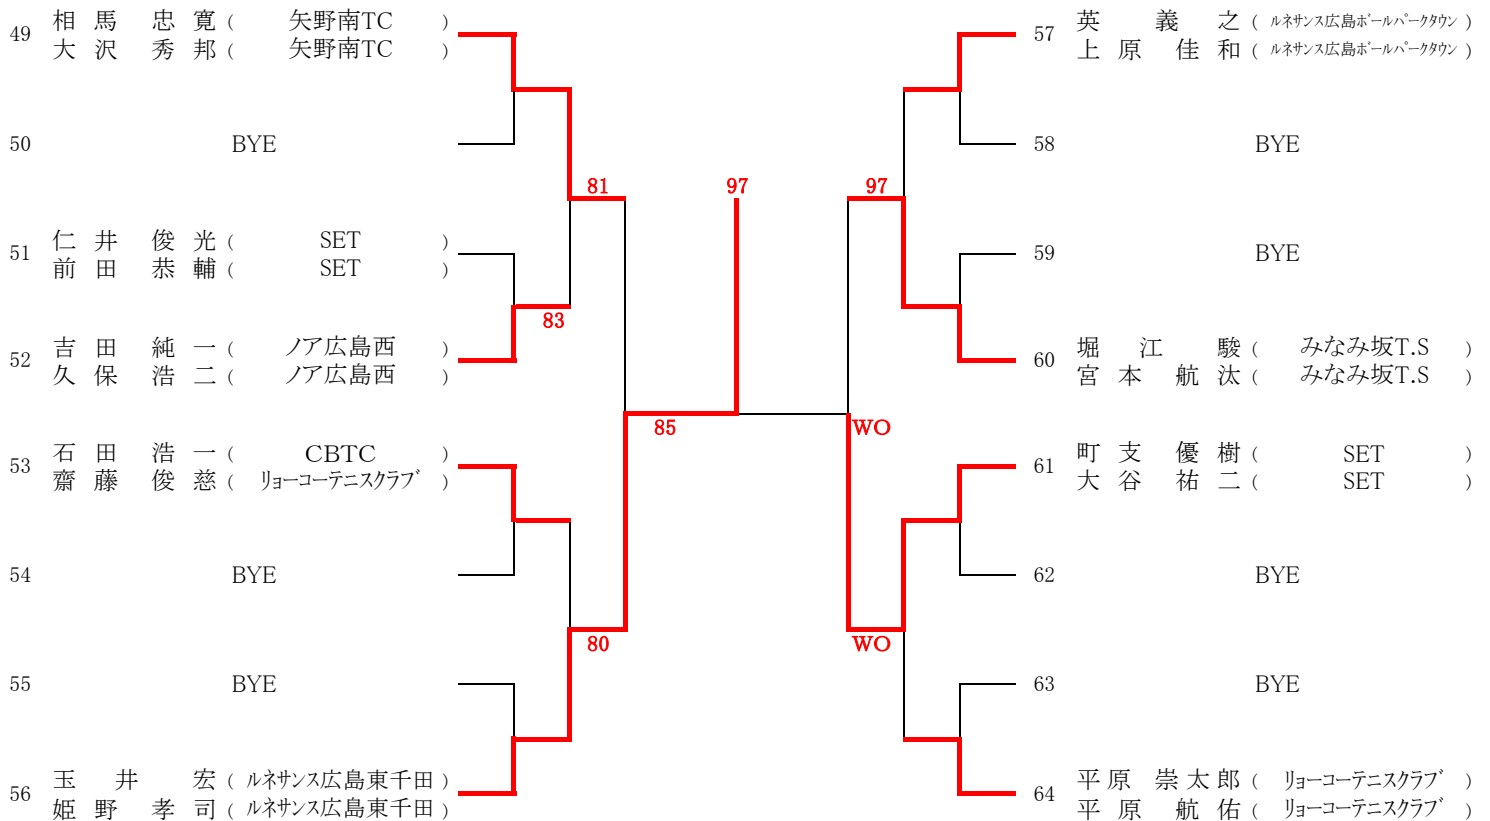 49 相馬 忠寛 ( 矢野南TC )
大沢 秀邦 ( 矢野南TC )
50 BYE
81
51 仁井 俊光 ( SET )
前田 恭輔 ( SET )
83
52 吉田 純一 ( ノア広島西 )
久保 浩二 ( ノア広島西 )
85
53 石田 浩一 ( CBTC )
齋藤 俊慈 ( リョーコーテニスクラブ )
54 BYE
80
55 BYE
56 玉井 宏 ( ルネサンス広島東千田 )
姫野 孝司 ( ルネサンス広島東千田 )
97
57 英 義之 ( ルネサンス広島ボールパークタウン )
上原 佳和 ( ルネサンス広島ボールパークタウン )
58 BYE
97
59 BYE
60 堀江 駿 ( みなみ坂T.S )
宮本 航汰 ( みなみ坂T.S )
WO
61 町支 優樹 ( SET )
大谷 祐二 ( SET )
62 BYE
WO
63 BYE
64 平原 崇太郎 ( リョーコーテニスクラブ )
平原 航佑 ( リョーコーテニスクラブ )